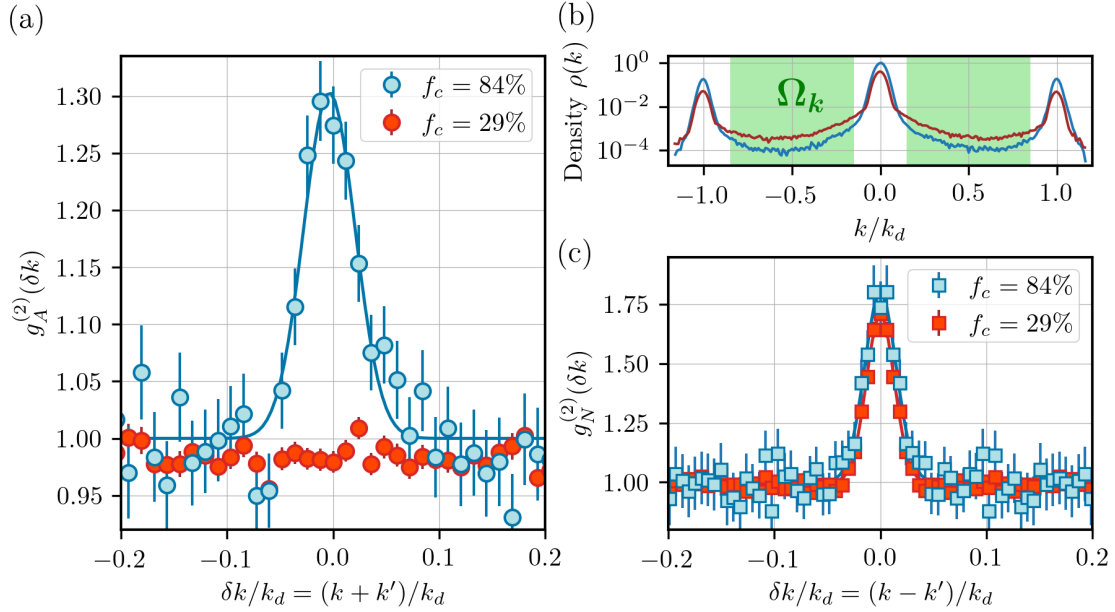 (a)
g_A^{(2)}(δk)
1.30
1.25
1.20
1.15
1.10
1.05
1.00
0.95
f_c = 84%
f_c = 29%
−0.2
−0.1
0.0
0.1
0.2
δk/k_d = (k + k′)/k_d
(b)
Density ρ(k)
10^0
10^{−2}
10^{−4}
Ω_k
−1.0
−0.5
0.0
0.5
1.0
k/k_d
(c)
g_N^{(2)}(δk)
1.75
1.50
1.25
1.00
f_c = 84%
f_c = 29%
−0.2
−0.1
0.0
0.1
0.2
δk/k_d = (k − k′)/k_d